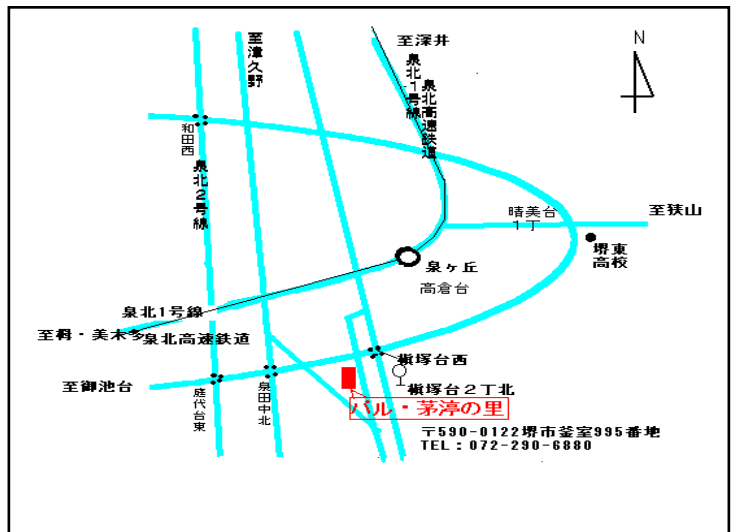 至深井
N
至津久野
泉北1号線
泉北高速鉄道
和田西
泉北2号線
晴美台
1丁
至狭山
堺東
高校
泉ヶ丘
高倉台
泉北1号線
至栂・美木多
泉北高速鉄道
槇塚台西
至御池台
槇塚台2丁北
庭代台東
泉田中北
パル・茅渟の里
〒590-0122堺市釜室995番地
TEL:072-290-6880